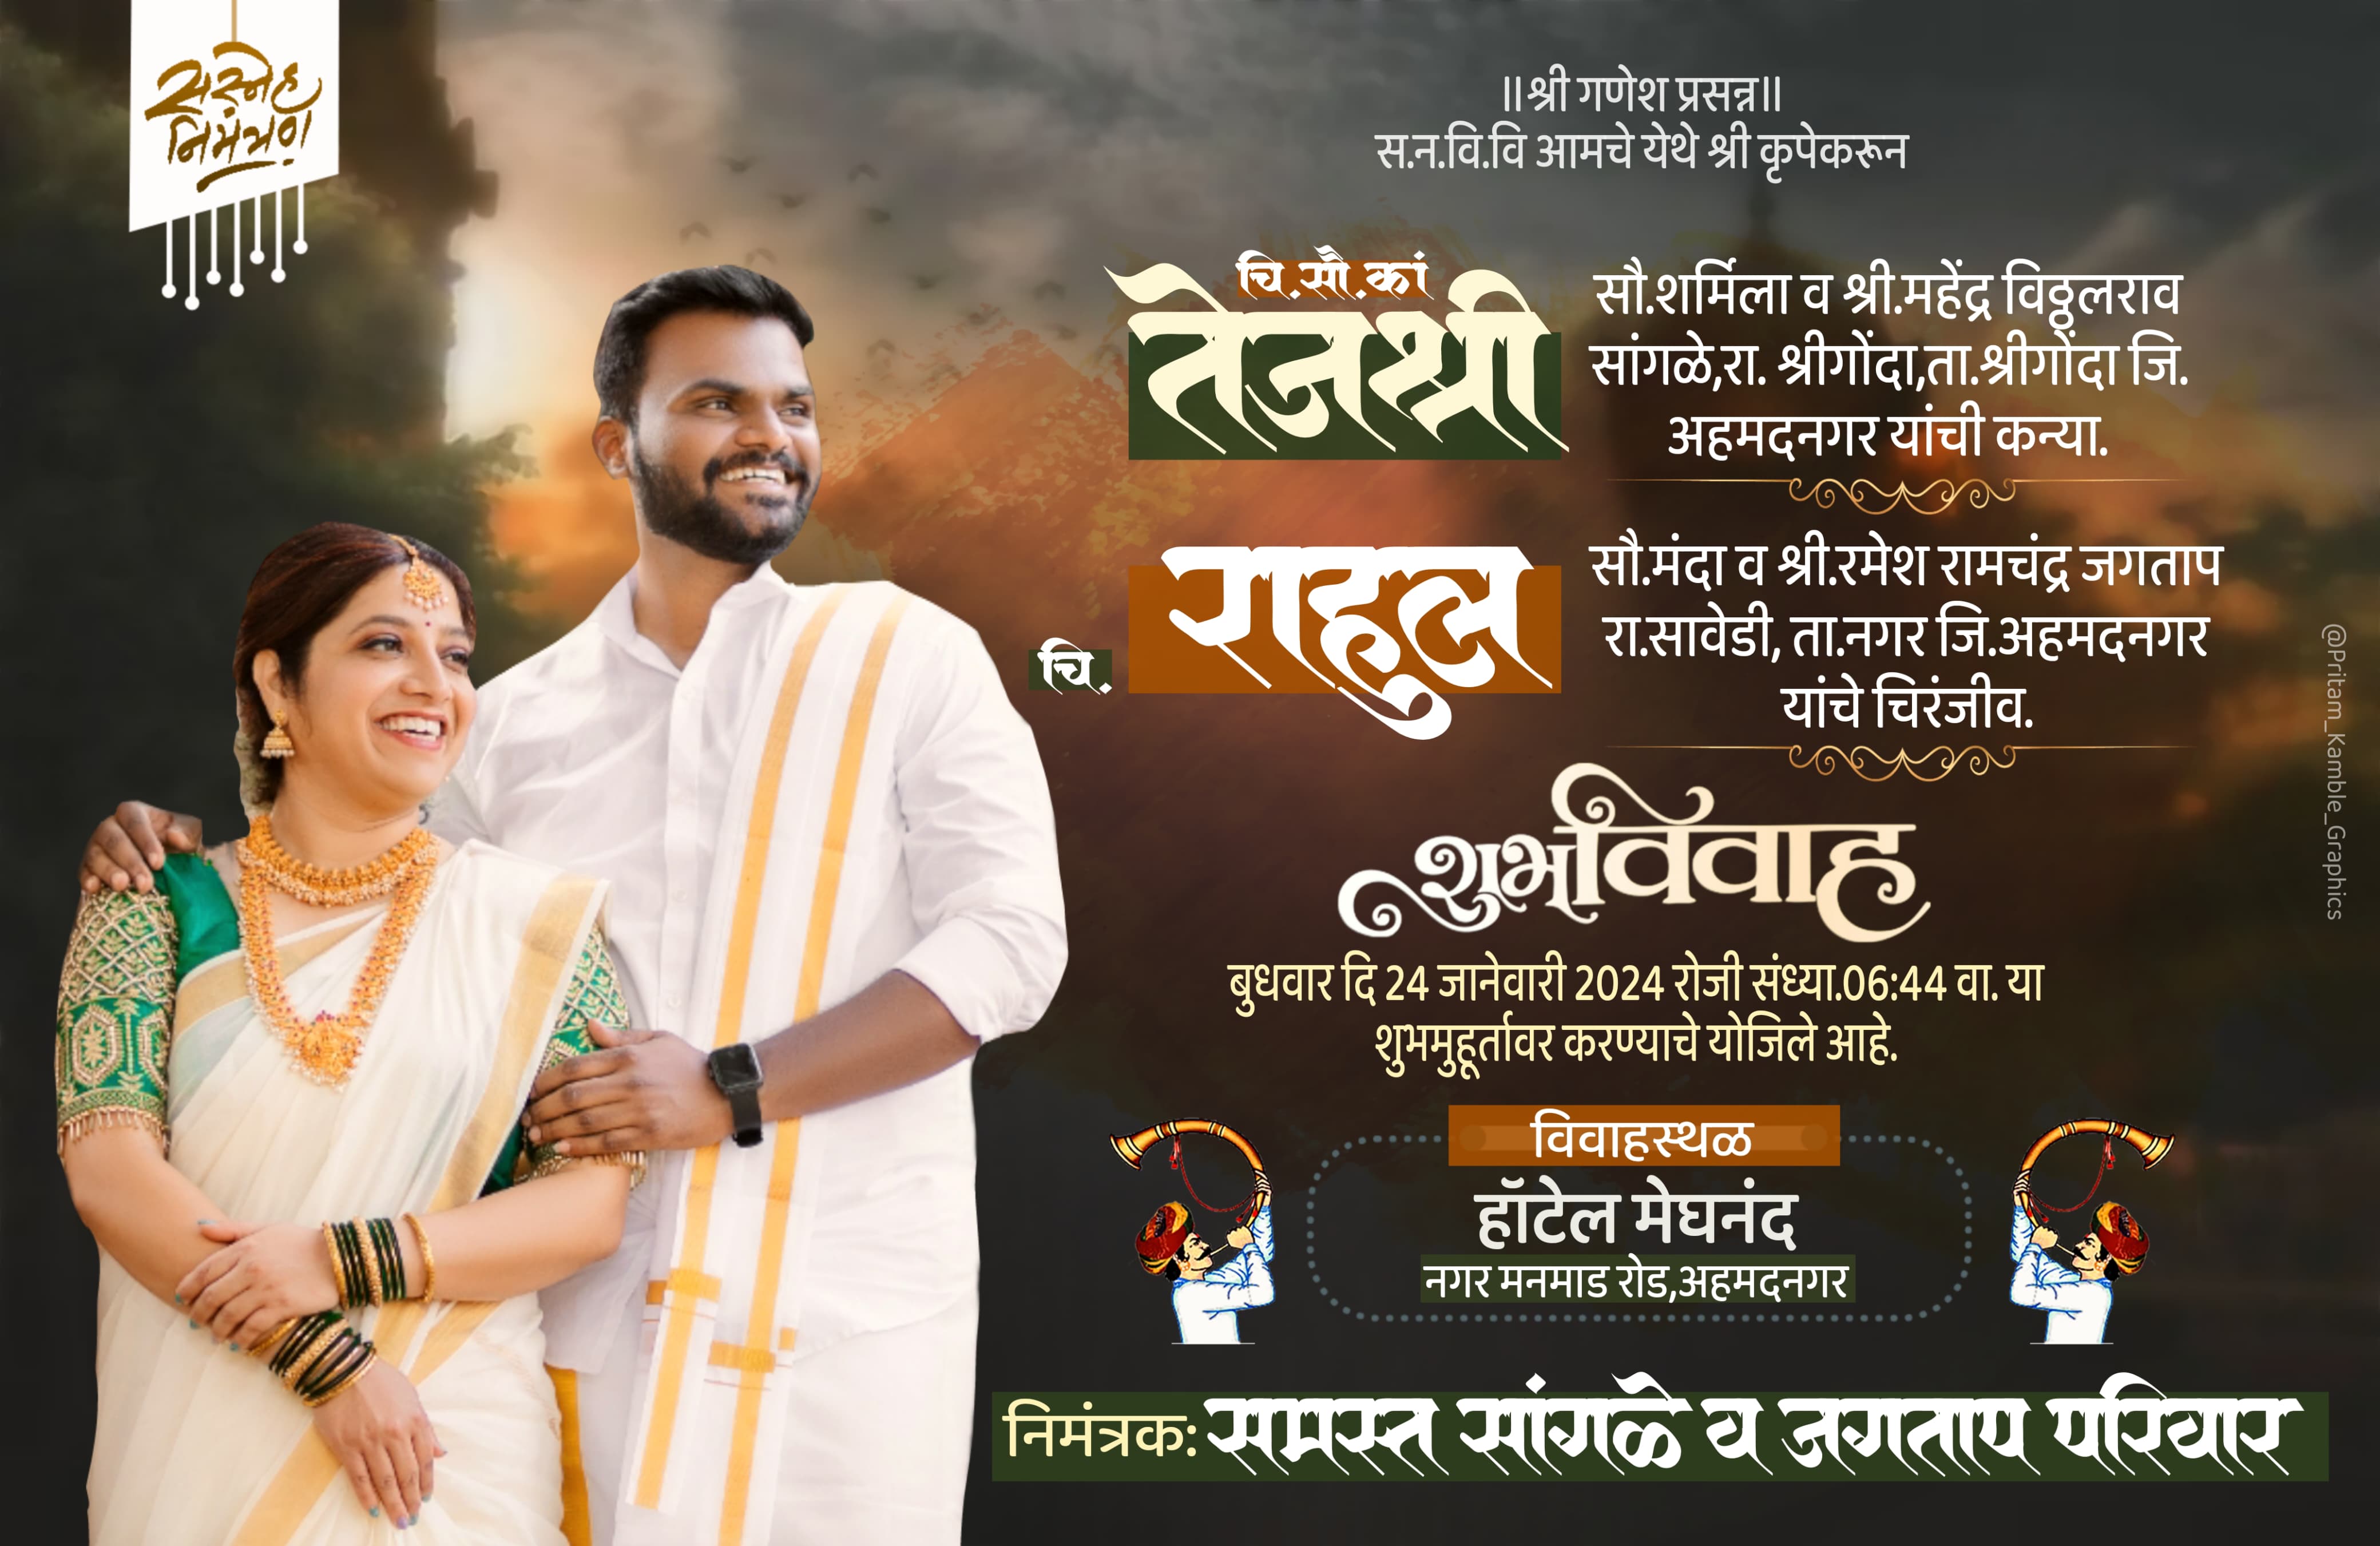 सस्नेह
निमंत्रण
॥श्री गणेश प्रसन्न॥
स.न.वि.वि आमचे येथे श्री कृपेकरून
चि.सौ.कां
तेजश्री
सौ.शर्मिला व श्री.महेंद्र विठ्ठलराव
सांगळे,रा. श्रीगोंदा,ता.श्रीगोंदा जि.
अहमदनगर यांची कन्या.
चि.
राहुल
सौ.मंदा व श्री.रमेश रामचंद्र जगताप
रा.सावेडी, ता.नगर जि.अहमदनगर
यांचे चिरंजीव.
शुभविवाह
बुधवार दि 24 जानेवारी 2024 रोजी संध्या.06:44 वा. या
शुभमुहूर्तावर करण्याचे योजिले आहे.
विवाहस्थळ
हॉटेल मेघनंद
नगर मनमाड रोड,अहमदनगर
निमंत्रक: समस्त सांगळे व जगताप परिवार
@Pritam_Kamble_Graphics